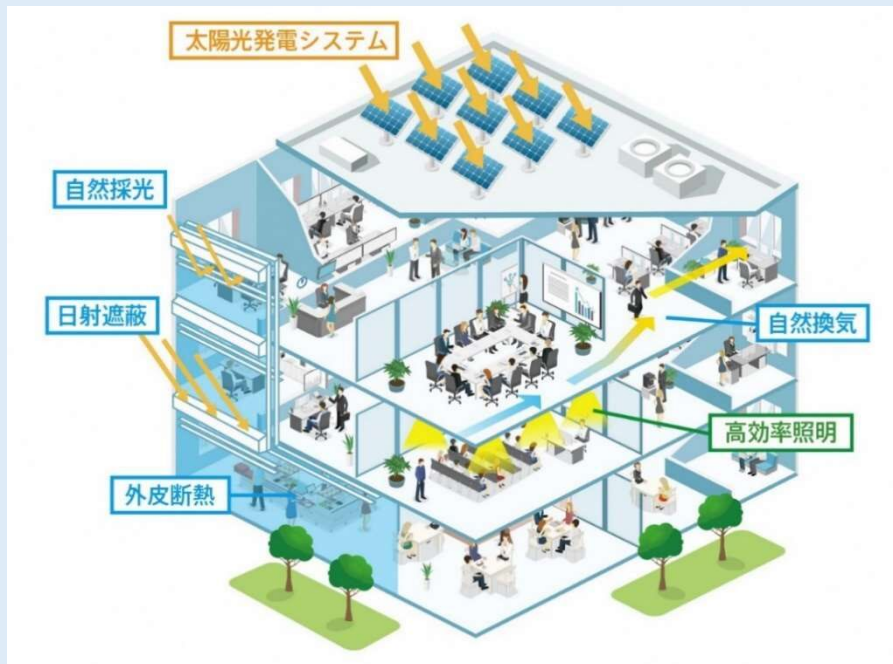 太陽光発電システム
自然採光
日射遮蔽
自然換気
高効率照明
外皮断熱